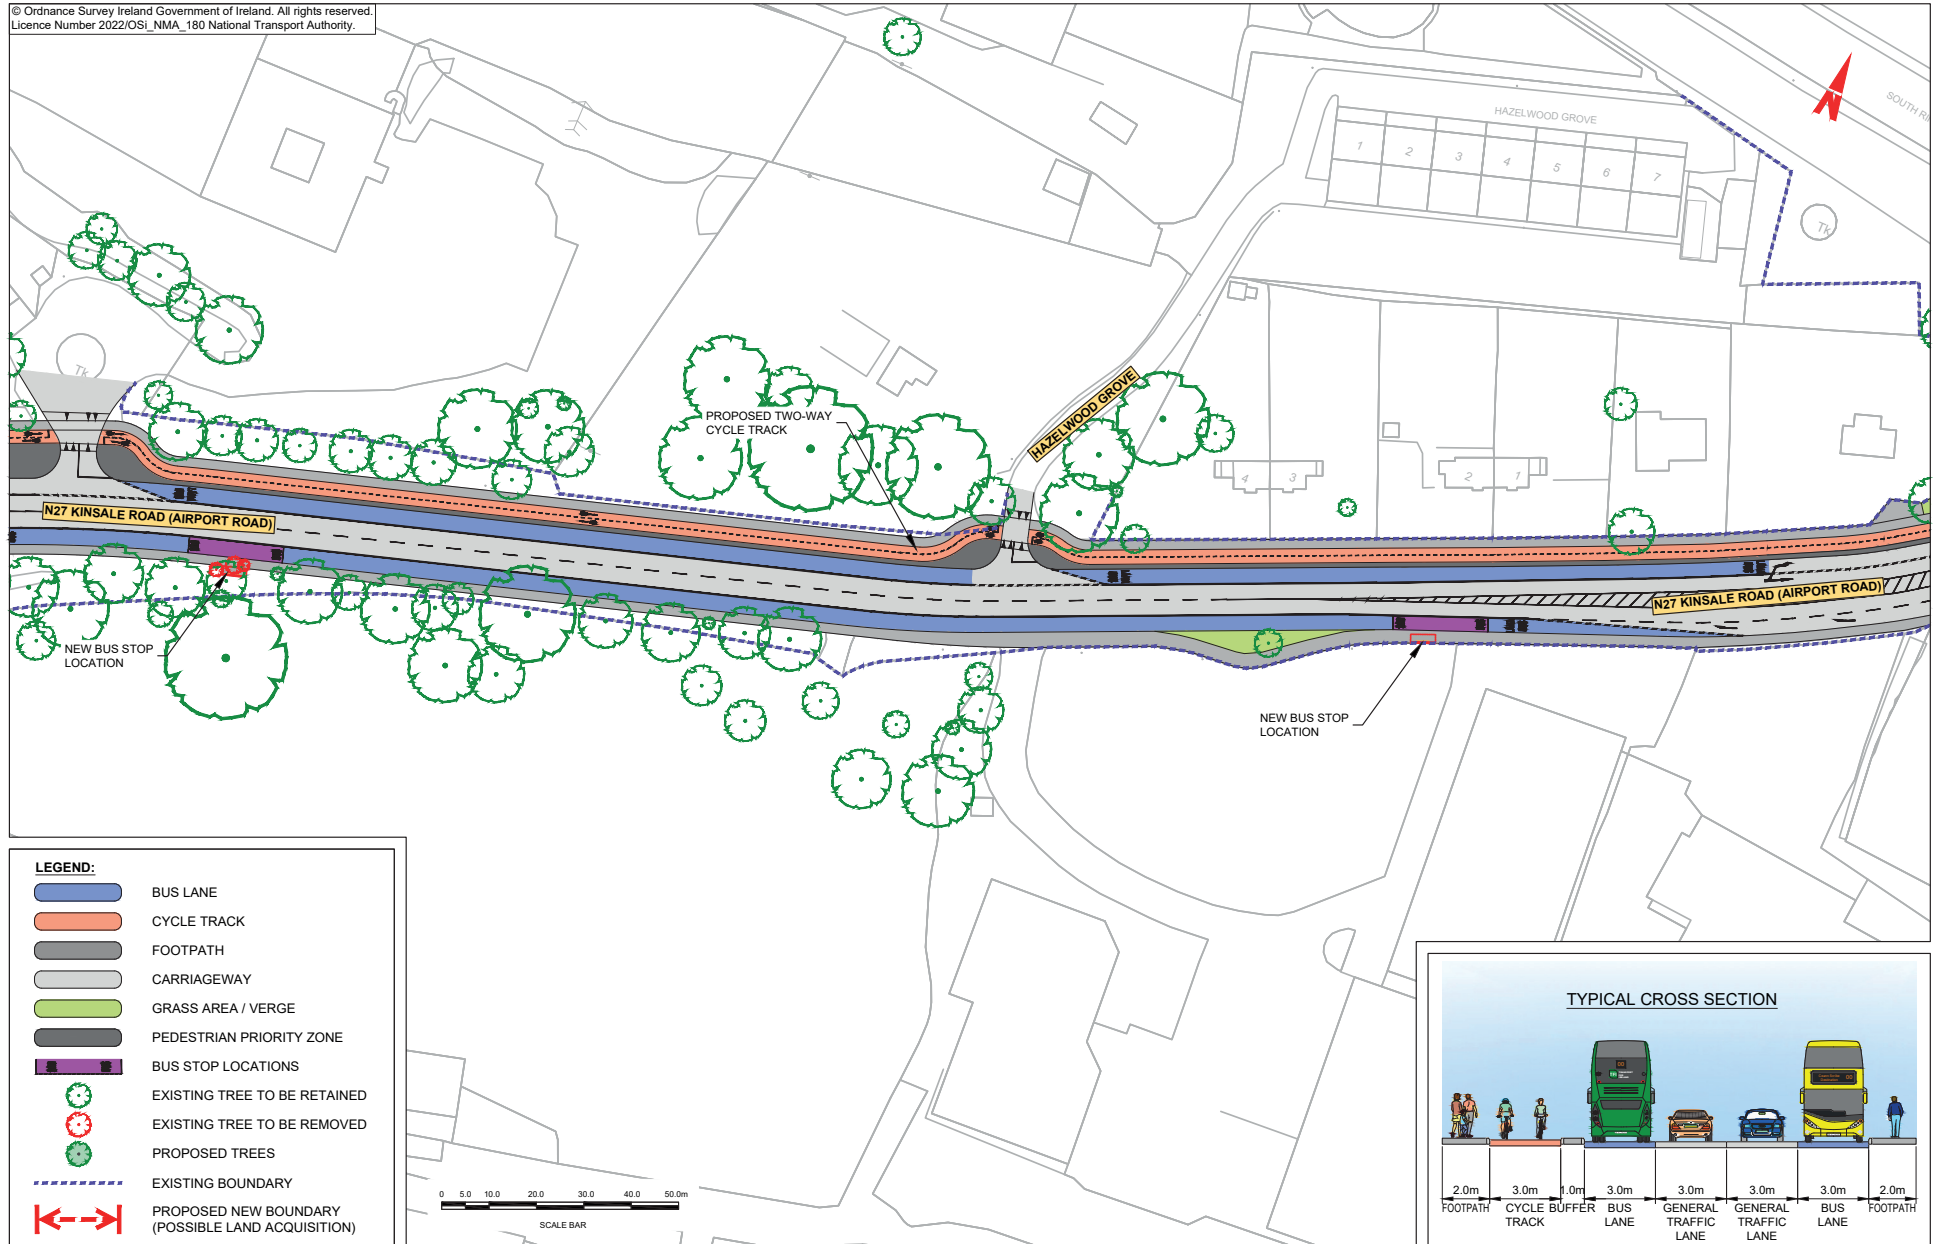 © Ordnance Survey Ireland Government of Ireland. All rights reserved.
Licence Number 2022/OSi_NMA_180 National Transport Authority.
HAZELWOOD GROVE
1
2
3
4
5
6
7
Tk
Tk
N
PROPOSED TWO-WAY
CYCLE TRACK
HAZELWOOD GROVE
4
3
2
1
N27 KINSALE ROAD (AIRPORT ROAD)
N27 KINSALE ROAD (AIRPORT ROAD)
NEW BUS STOP
LOCATION
NEW BUS STOP
LOCATION
LEGEND:
BUS LANE
CYCLE TRACK
FOOTPATH
CARRIAGEWAY
GRASS AREA / VERGE
PEDESTRIAN PRIORITY ZONE
BUS STOP LOCATIONS
EXISTING TREE TO BE RETAINED
EXISTING TREE TO BE REMOVED
PROPOSED TREES
EXISTING BOUNDARY
PROPOSED NEW BOUNDARY
(POSSIBLE LAND ACQUISITION)
0 5.0 10.0 20.0 30.0 40.0 50.0m
SCALE BAR
TYPICAL CROSS SECTION
2.0m 3.0m 1.0m 3.0m 3.0m 3.0m 3.0m 2.0m
FOOTPATH CYCLE TRACK BUFFER BUS LANE GENERAL TRAFFIC LANE GENERAL TRAFFIC LANE BUS LANE FOOTPATH